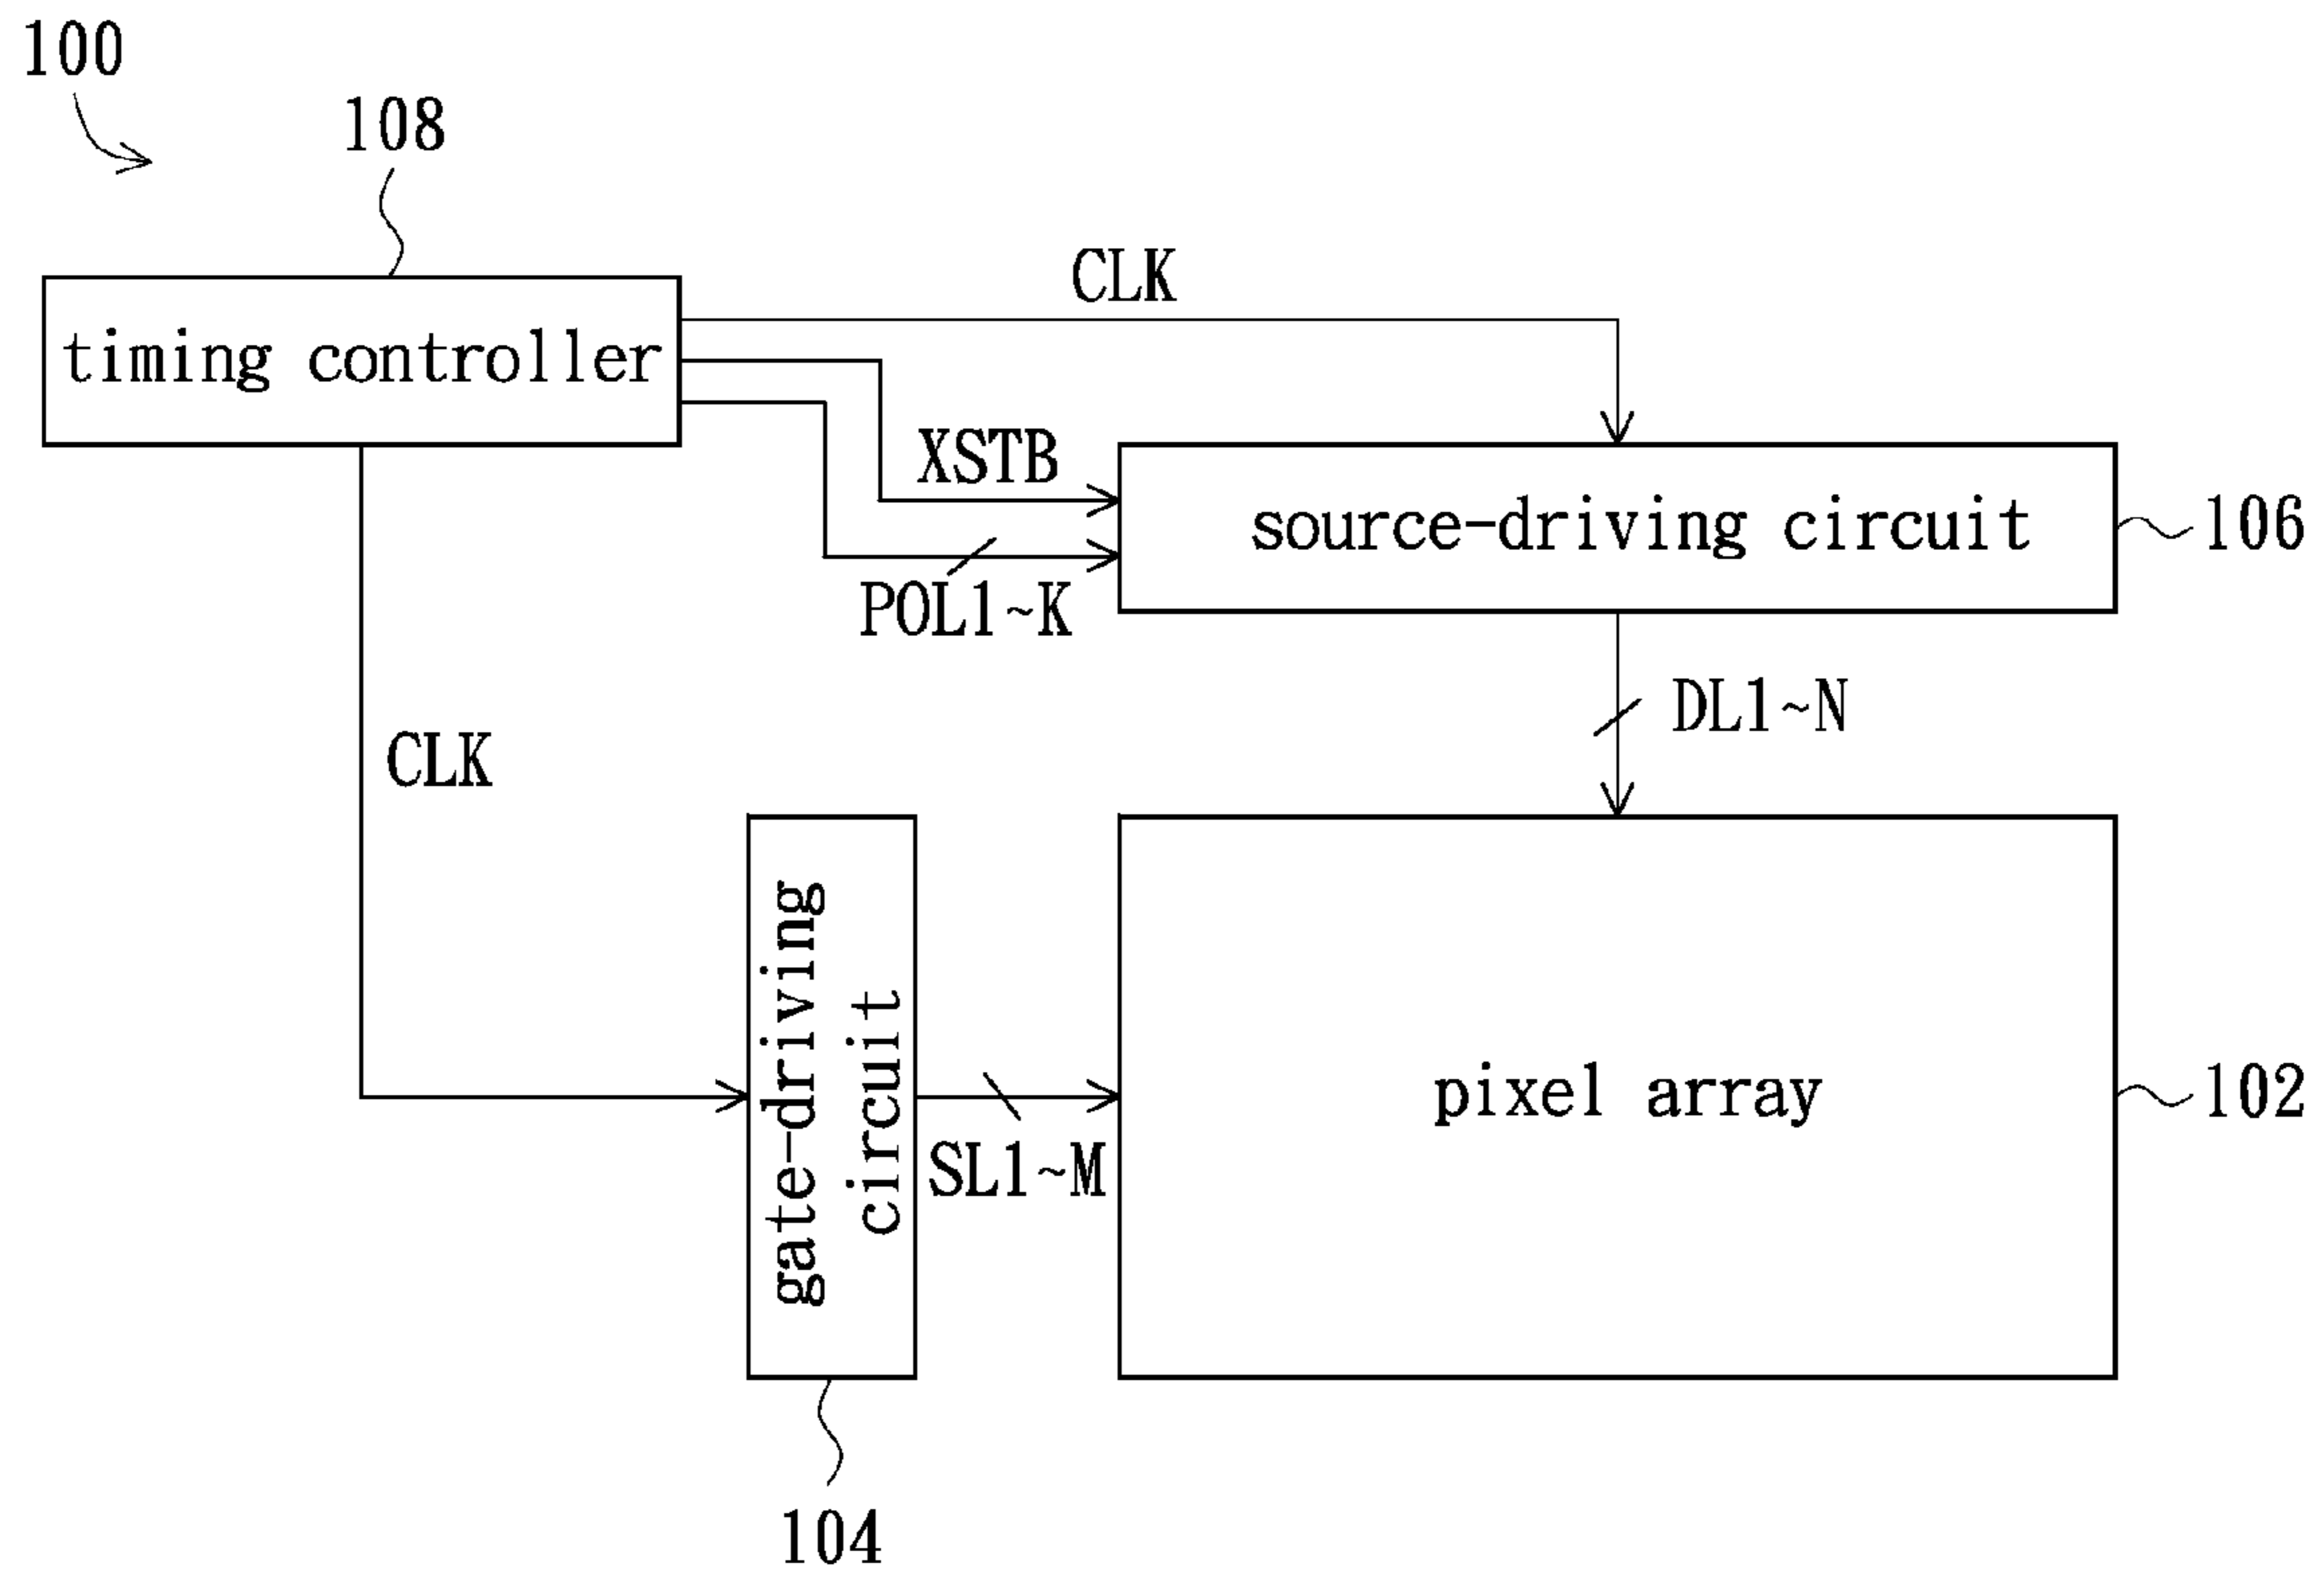 100
108
timing controller
CLK
XSTB
POL1~K
source-driving circuit
106
DL1~N
CLK
gate-driving
circuit
SL1~M
pixel array
102
104